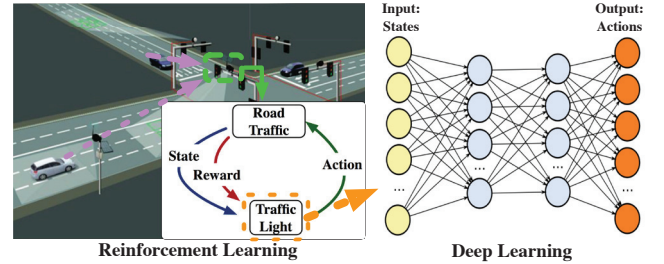 Input:
States
Output:
Actions
Road
Traffic
State
Reward
Action
Traffic
Light
...
...
...
...
Reinforcement Learning
Deep Learning